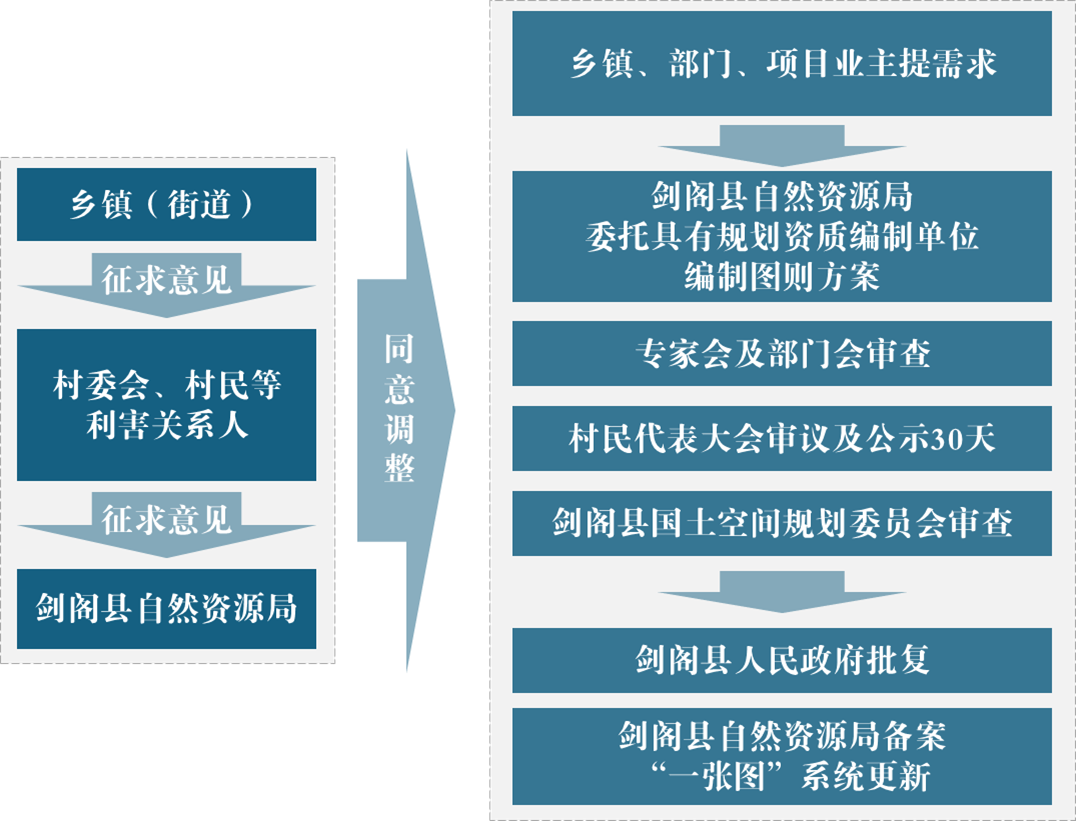 乡镇（街道）
征求意见
村委会、村民等
利害关系人
征求意见
剑阁县自然资源局
同意调整
乡镇、部门、项目业主提需求
剑阁县自然资源局
委托具有规划资质编制单位
编制图则方案
专家会及部门会审查
村民代表大会审议及公示30天
剑阁县国土空间规划委员会审查
剑阁县人民政府批复
剑阁县自然资源局备案
“一张图”系统更新